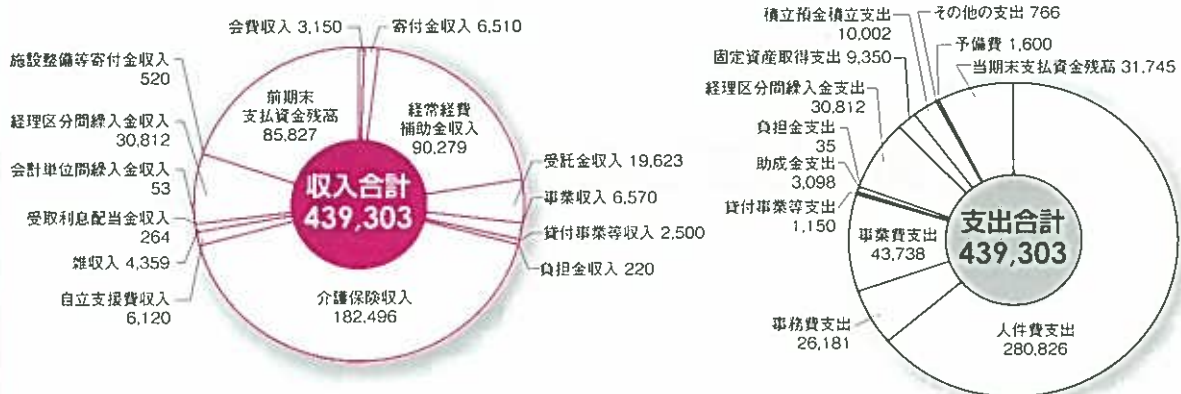 会費収入 3,150
寄付金収入 6,510
施設整備等寄付金収入
520
経理区分間繰入金収入
30,812
会計単位間繰入金収入
53
受取利息配当金収入
264
雑収入 4,359
自立支援費収入
6,120
前期末
支払資金残高
85,827
経常経費
補助金収入
90,279
収入合計
439,303
介護保険収入
182,496
受託金収入 19,623
事業収入 6,570
貸付事業等収入 2,500
負担金収入 220
積立預金積立支出
10,002
その他の支出 766
予備費 1,600
固定資産取得支出 9,350
当期末支払資金残高 31,745
経理区分間繰入金支出
30,812
負担金支出
35
助成金支出
3,098
貸付事業等支出
1,150
事業費支出
43,738
事務費支出
26,181
支出合計
439,303
人件費支出
280,826